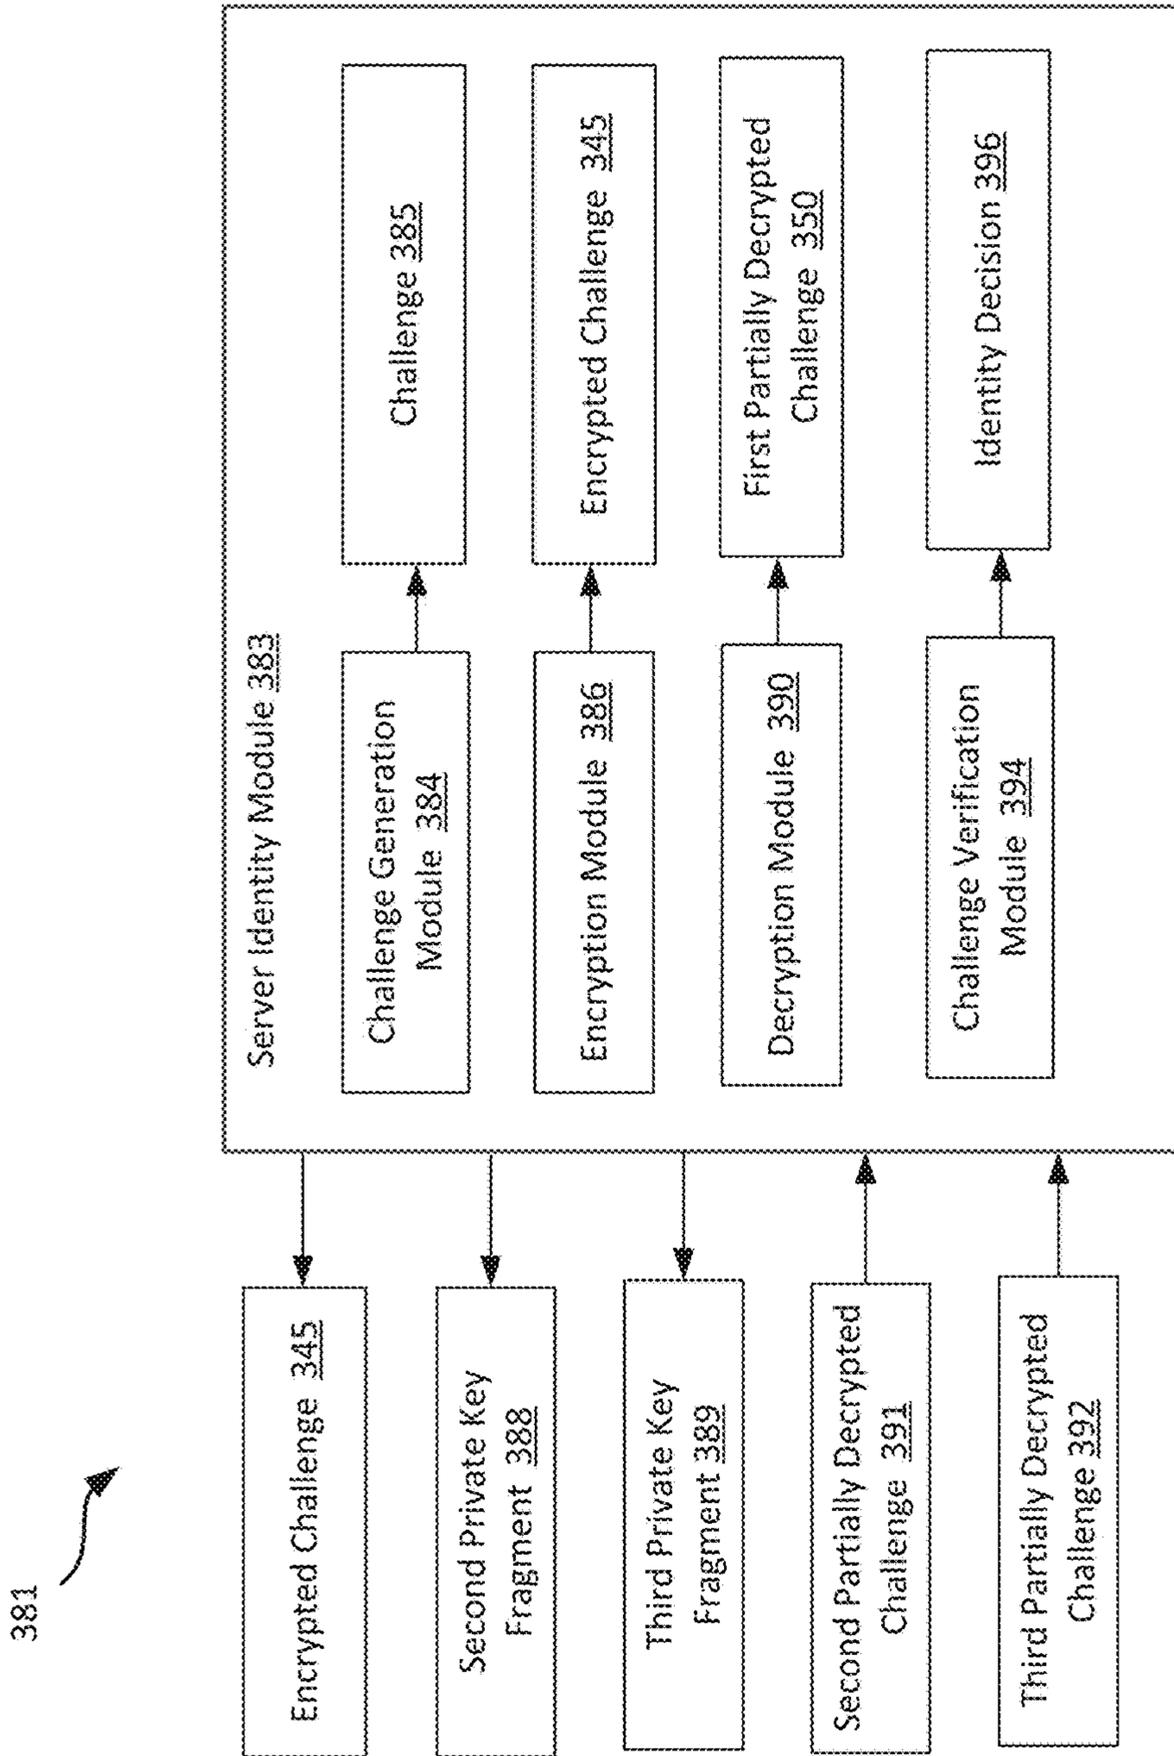 381
Server Identity Module 383
Challenge Generation
Module 384
Challenge 385
Encryption Module 386
Encrypted Challenge 345
Decryption Module 390
First Partially Decrypted
Challenge 350
Challenge Verification
Module 394
Identity Decision 396
Encrypted Challenge 345
Second Private Key
Fragment 388
Third Private Key
Fragment 389
Second Partially Decrypted
Challenge 391
Third Partially Decrypted
Challenge 392